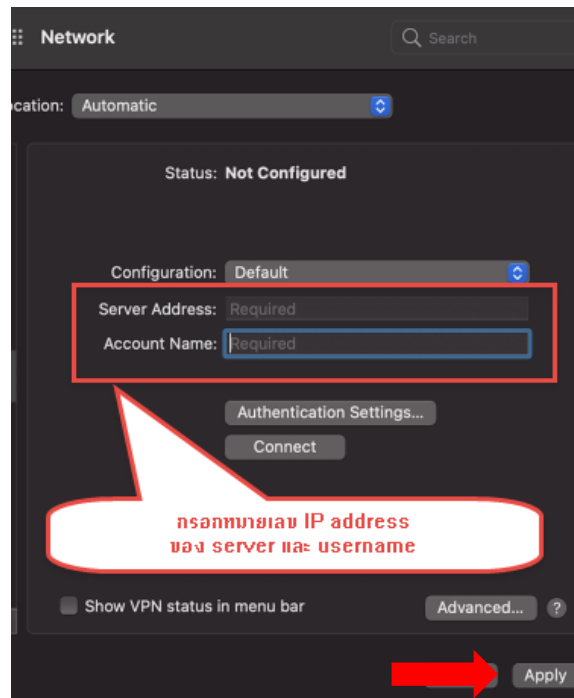 Network
Search
cation: Automatic
Status: Not Configured
Configuration: Default
Server Address: Required
Account Name: Required
Authentication Settings...
Connect
กรอกหมายเลข IP address
ของ server และ username
Show VPN status in menu bar
Advanced... ?
Apply